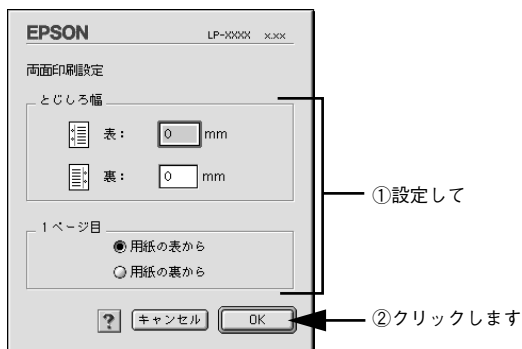 EPSON LP-XXXX x.xx
両面印刷設定
とじしろ幅
表： 0 mm
裏： 0 mm
1ページ目
用紙の表から
用紙の裏から
? キャンセル OK
①設定して
②クリックします